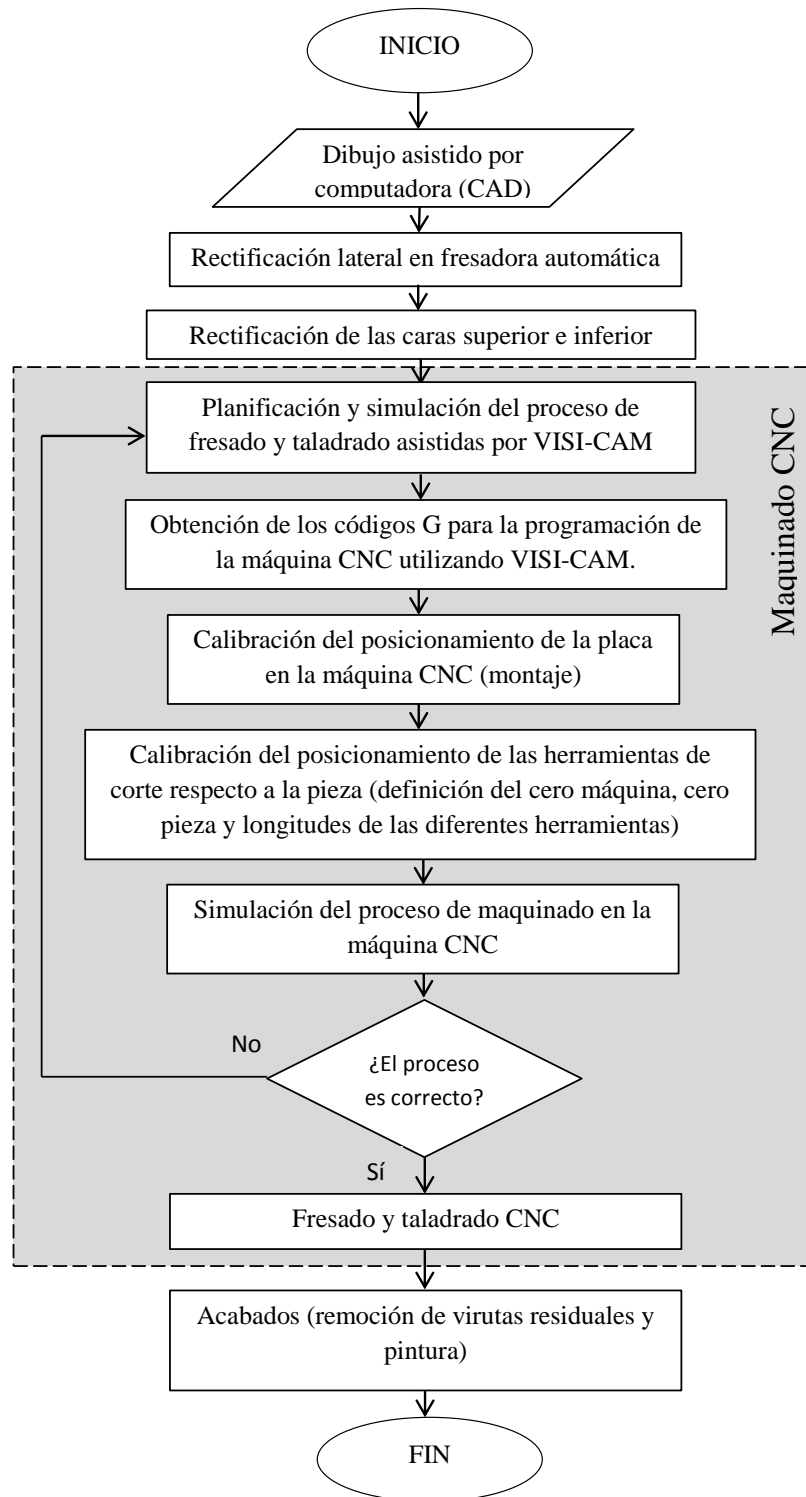 INICIO
Dibujo asistido por
computadora (CAD)
Rectificación lateral en fresadora automática
Rectificación de las caras superior e inferior
Maquinado CNC
Planificación y simulación del proceso de
fresado y taladrado asistidas por VISI-CAM
Obtención de los códigos G para la programación de
la máquina CNC utilizando VISI-CAM.
Calibración del posicionamiento de la placa
en la máquina CNC (montaje)
Calibración del posicionamiento de las herramientas de
corte respecto a la pieza (definición del cero máquina, cero
pieza y longitudes de las diferentes herramientas)
Simulación del proceso de maquinado en la
máquina CNC
No
¿El proceso
es correcto?
Sí
Fresado y taladrado CNC
Acabados (remoción de virutas residuales y
pintura)
FIN